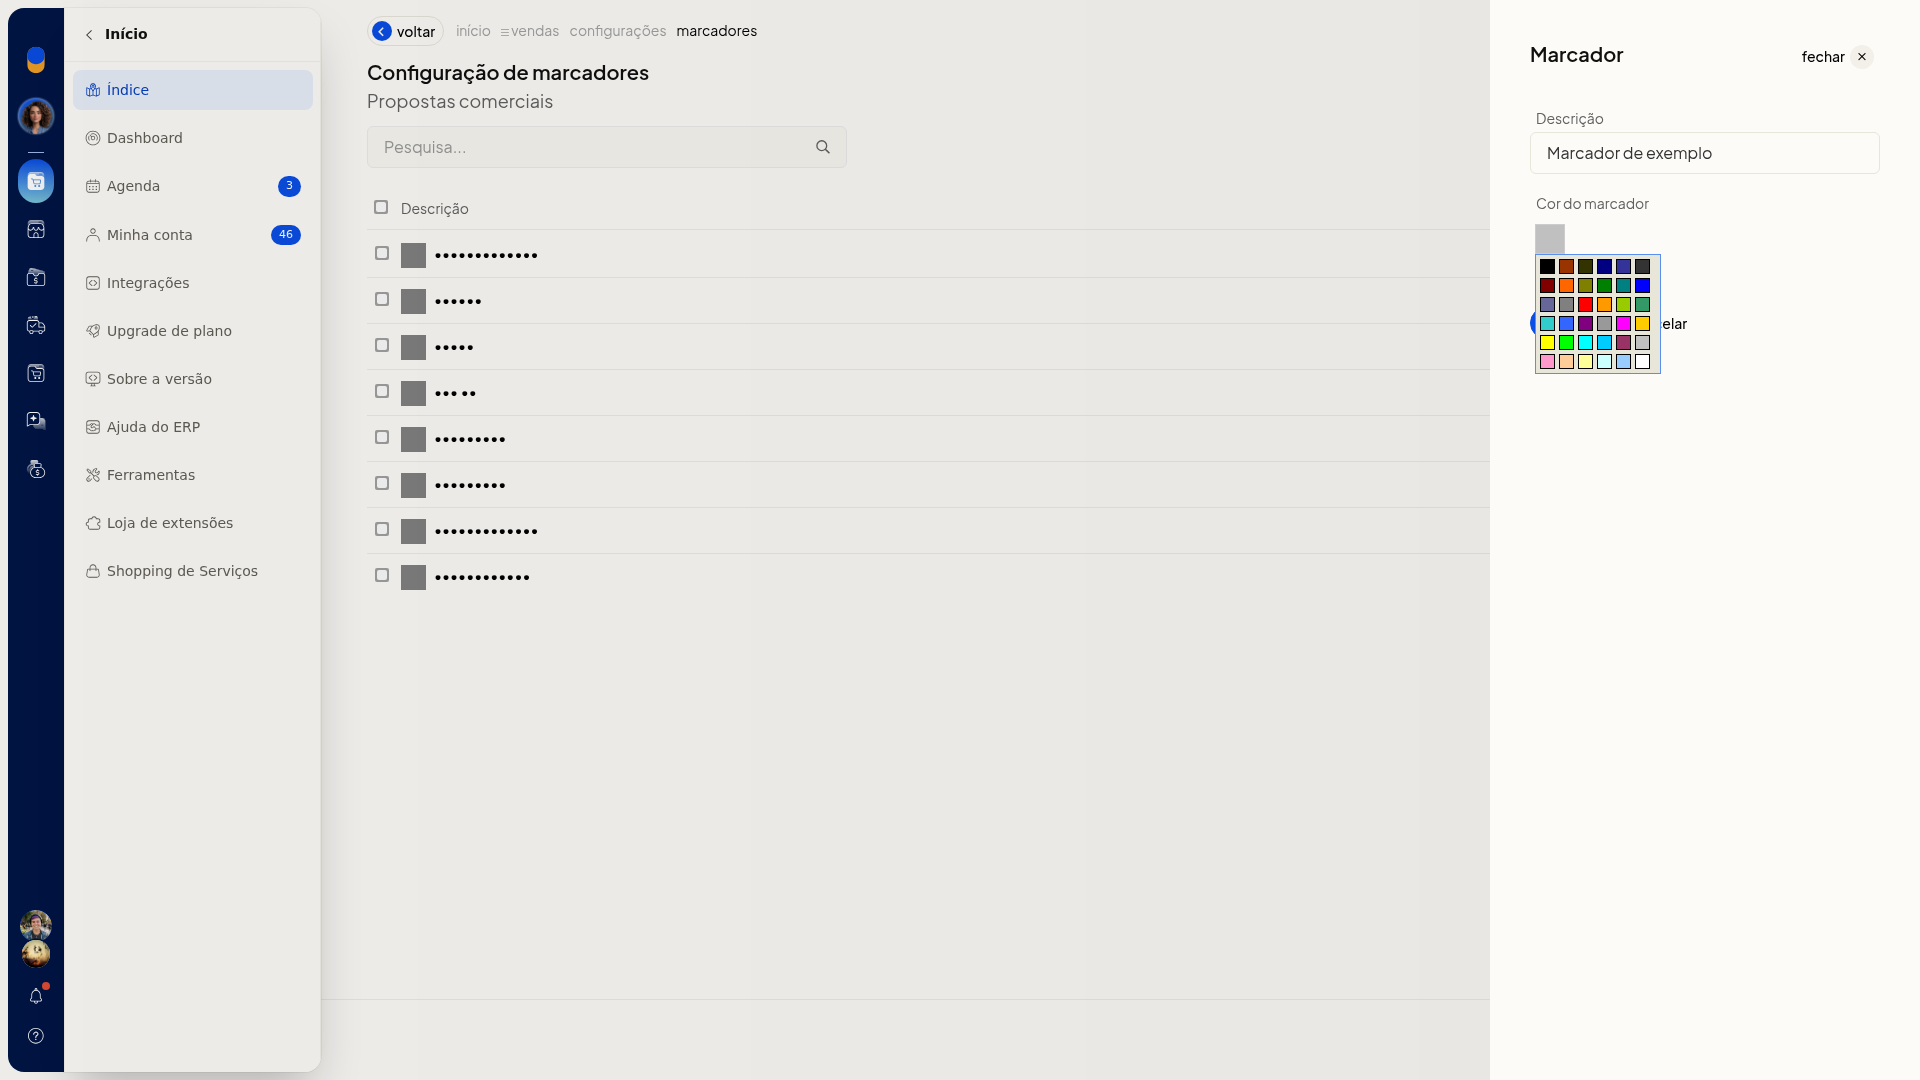 Início
Índice
Dashboard
Agenda 3
Minha conta 46
Integrações
Upgrade de plano
Sobre a versão
Ajuda do ERP
Ferramentas
Loja de extensões
Shopping de Serviços
voltar início vendas configurações marcadores
Configuração de marcadores
Propostas comerciais
Pesquisa...
Descrição
•••••••••••••
••••••
•••••
••• ••
•••••••••
•••••••••
•••••••••••••
••••••••••••
Marcador
fechar
Descrição
Marcador de exemplo
Cor do marcador
elar